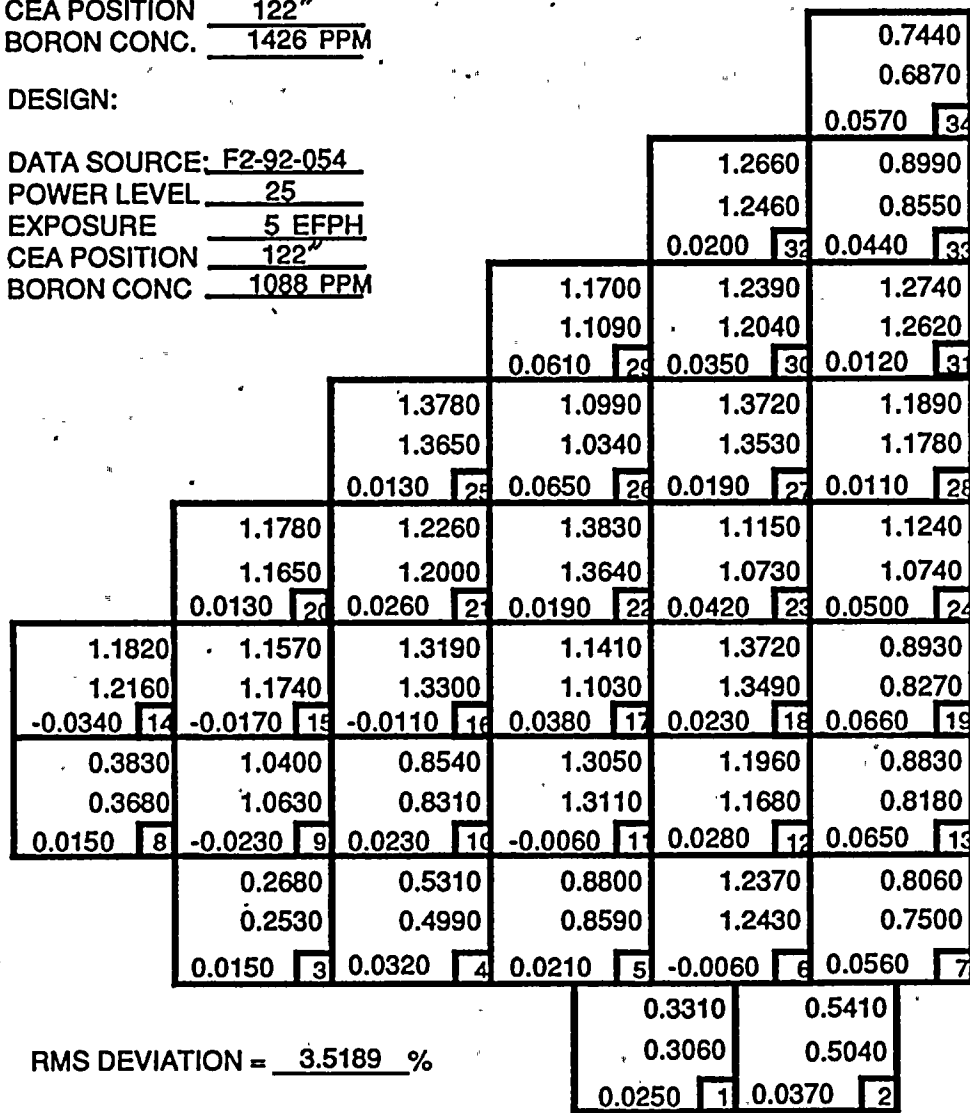 CEA POSITION 122"
BORON CONC. 1426 PPM
DESIGN:
DATA SOURCE: F2-92-054
POWER LEVEL 25
EXPOSURE 5 EFPH
CEA POSITION 122"
BORON CONC 1088 PPM
0.7440
0.6870
0.0570 34
1.2660 0.8990
1.2460 0.8550
0.0200 32 0.0440 33
1.1700 1.2390 1.2740
1.1090 1.2040 1.2620
0.0610 29 0.0350 30 0.0120 31
1.3780 1.0990 1.3720 1.1890
1.3650 1.0340 1.3530 1.1780
0.0130 25 0.0650 26 0.0190 27 0.0110 28
1.1780 1.2260 1.3830 1.1150 1.1240
1.1650 1.2000 1.3640 1.0730 1.0740
0.0130 20 0.0260 21 0.0190 22 0.0420 23 0.0500 24
1.1820 1.1570 1.3190 1.1410 1.3720 0.8930
1.2160 1.1740 1.3300 1.1030 1.3490 0.8270
-0.0340 14 -0.0170 15 -0.0110 16 0.0380 17 0.0230 18 0.0660 19
0.3830 1.0400 0.8540 1.3050 1.1960 0.8830
0.3680 1.0630 0.8310 1.3110 1.1680 0.8180
0.0150 8 -0.0230 9 0.0230 10 -0.0060 11 0.0280 12 0.0650 13
0.2680 0.5310 0.8800 1.2370 0.8060
0.2530 0.4990 0.8590 1.2430 0.7500
0.0150 3 0.0320 4 0.0210 5 -0.0060 6 0.0560 7
0.3310 0.5410
0.3060 0.5040
0.0250 1 0.0370 2
RMS DEVIATION = 3.5189 %